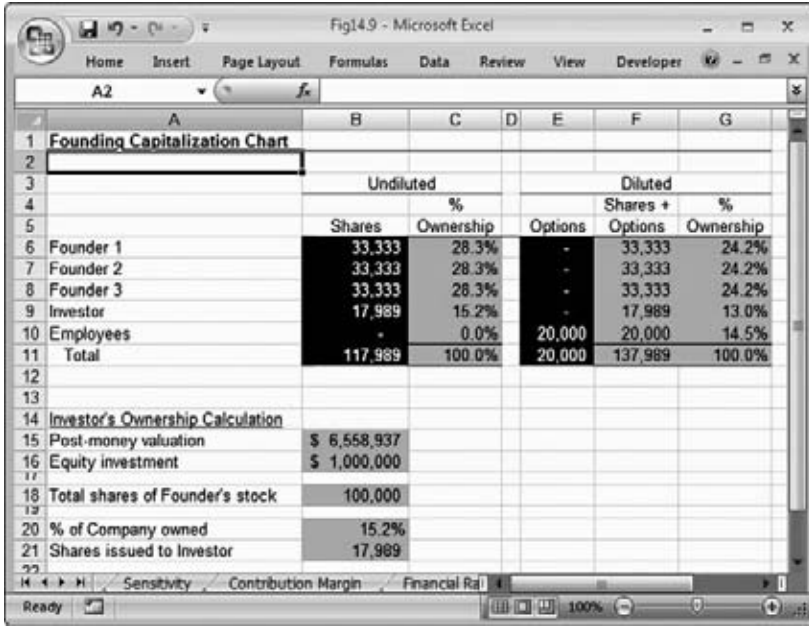 Fig14.9 - Microsoft Excel
Home Insert Page Layout Formulas Data Review View Developer
A2 fx
A B C D E F G
1 Founding Capitalization Chart
2
3 Undiluted Diluted
4 % Shares + %
5 Shares Ownership Options Options Ownership
6 Founder 1 33,333 28.3% - 33,333 24.2%
7 Founder 2 33,333 28.3% - 33,333 24.2%
8 Founder 3 33,333 28.3% - 33,333 24.2%
9 Investor 17,989 15.2% - 17,989 13.0%
10 Employees - 0.0% 20,000 20,000 14.5%
11 Total 117,989 100.0% 20,000 137,989 100.0%
12
13
14 Investor's Ownership Calculation
15 Post-money valuation $ 6,558,937
16 Equity investment $ 1,000,000
17
18 Total shares of Founder's stock 100,000
19
20 % of Company owned 15.2%
21 Shares issued to Investor 17,989
22
Sensitivity Contribution Margin Financial Ra
Ready 100%